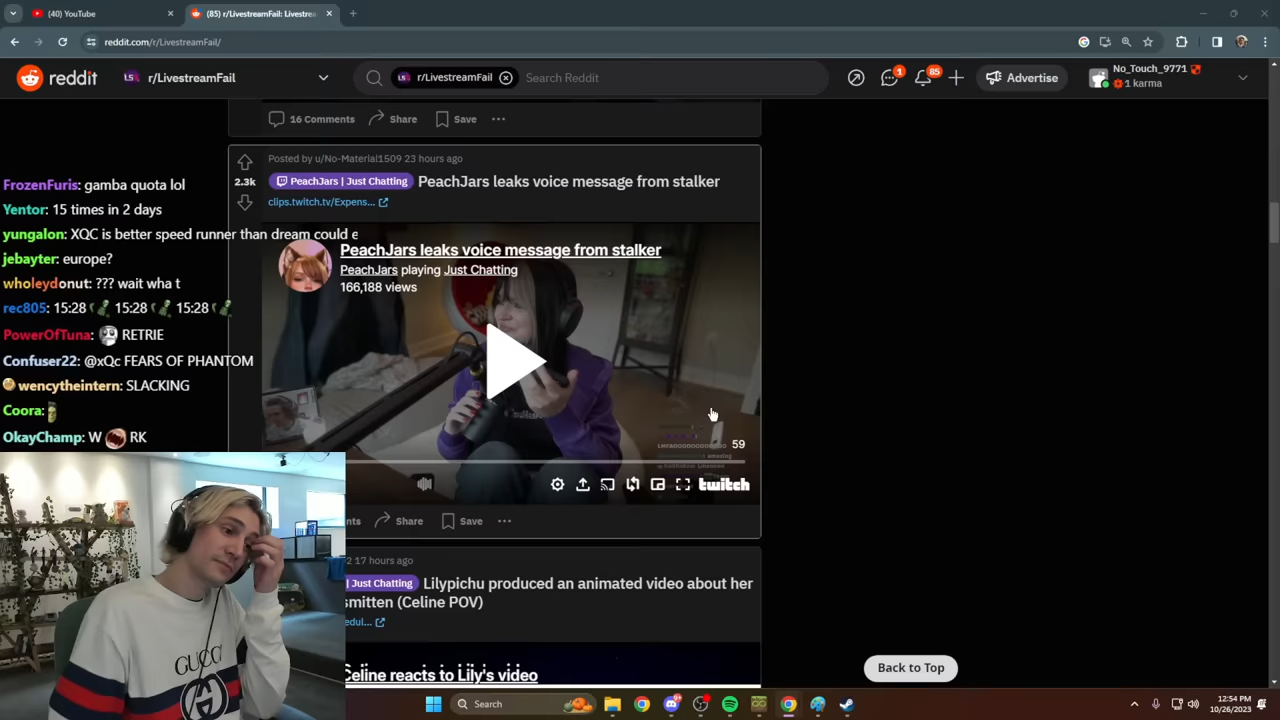 (40) YouTube
(85) r/LivestreamFail: Livestre
reddit.com/r/LivestreamFail/
reddit
r/LivestreamFail
r/LivestreamFail
Search Reddit
1
85
Advertise
No_Touch_9771
1 karma
16 Comments
Share
Save
Posted by u/No-Material1509 23 hours ago
2.3k
PeachJars | Just Chatting
PeachJars leaks voice message from stalker
clips.twitch.tv/Expens...
PeachJars leaks voice message from stalker
PeachJars playing Just Chatting
166,188 views
FrozenFuris: gamba quota lol
Yentor: 15 times in 2 days
yungalon: XQC is better speed runner than dream could e
jebayter: europe?
wholeydonut: ??? wait wha t
rec805: 15:28 15:28 15:28
PowerOfTuna: RETRIE
Confuser22: @xQc FEARS OF PHANTOM
wencytheintern: SLACKING
Coora:
OkayChamp: W RK
59
twitch
nts
Share
Save
2 17 hours ago
Just Chatting
Lilypichu produced an animated video about her
smitten (Celine POV)
edul...
Celine reacts to Lily's video
Back to Top
GUCCI
Search
12:54 PM
10/26/2023